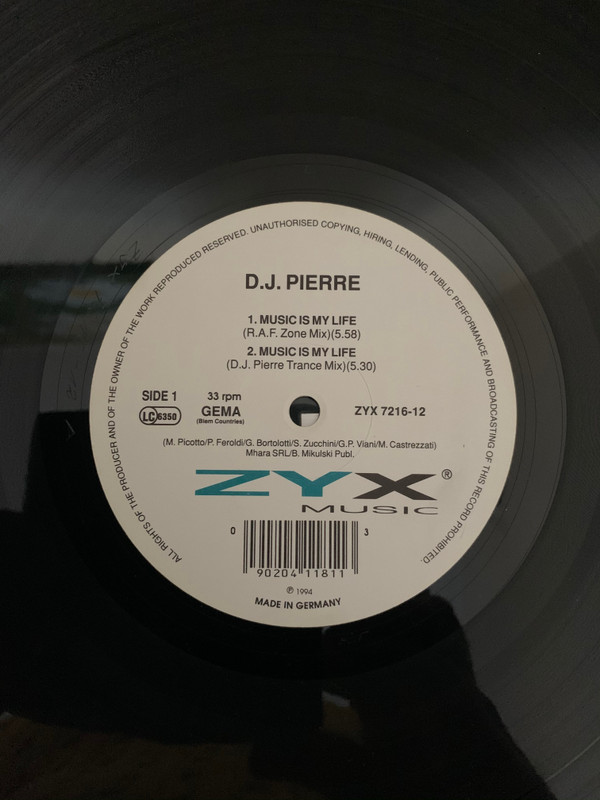 ALL RIGHTS OF THE PRODUCER AND OF THE OWNER OF THE WORK REPRODUCED RESERVED. UNAUTHORISED COPYING, HIRING, LENDING, PUBLIC PERFORMANCE AND BROADCASTING OF THIS RECORD PROHIBITED.
D.J. PIERRE
1. MUSIC IS MY LIFE
(R.A.F. Zone Mix)(5.58)
2. MUSIC IS MY LIFE
(D.J. Pierre Trance Mix)(5.30)
SIDE 1 33 rpm
LC 6350 GEMA ZYX 7216-12
(Biem Countries)
(M. Picotto/P. Feroldi/G. Bortolotti/S. Zucchini/G.P. Viani/M. Castrezzati)
Mhara SRL/B. Mikulski Publ.
ZYX®
MUSIC
0 90204 11811 3
℗ 1994
MADE IN GERMANY